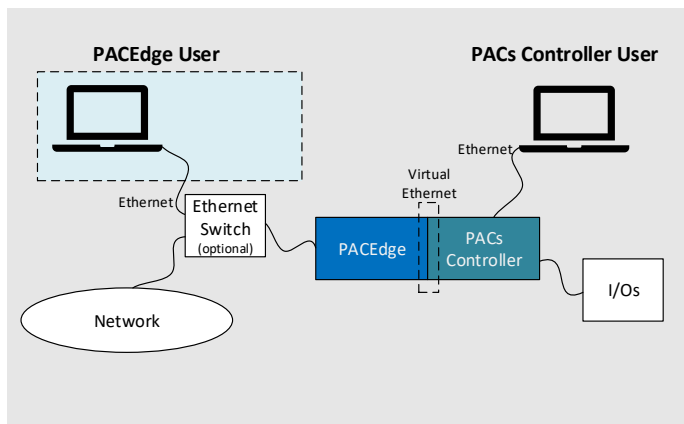 PACEdge User
PACs Controller User
Ethernet
Virtual
Ethernet
Ethernet
Ethernet
Switch
(optional)
PACEdge
PACs
Controller
I/Os
Network